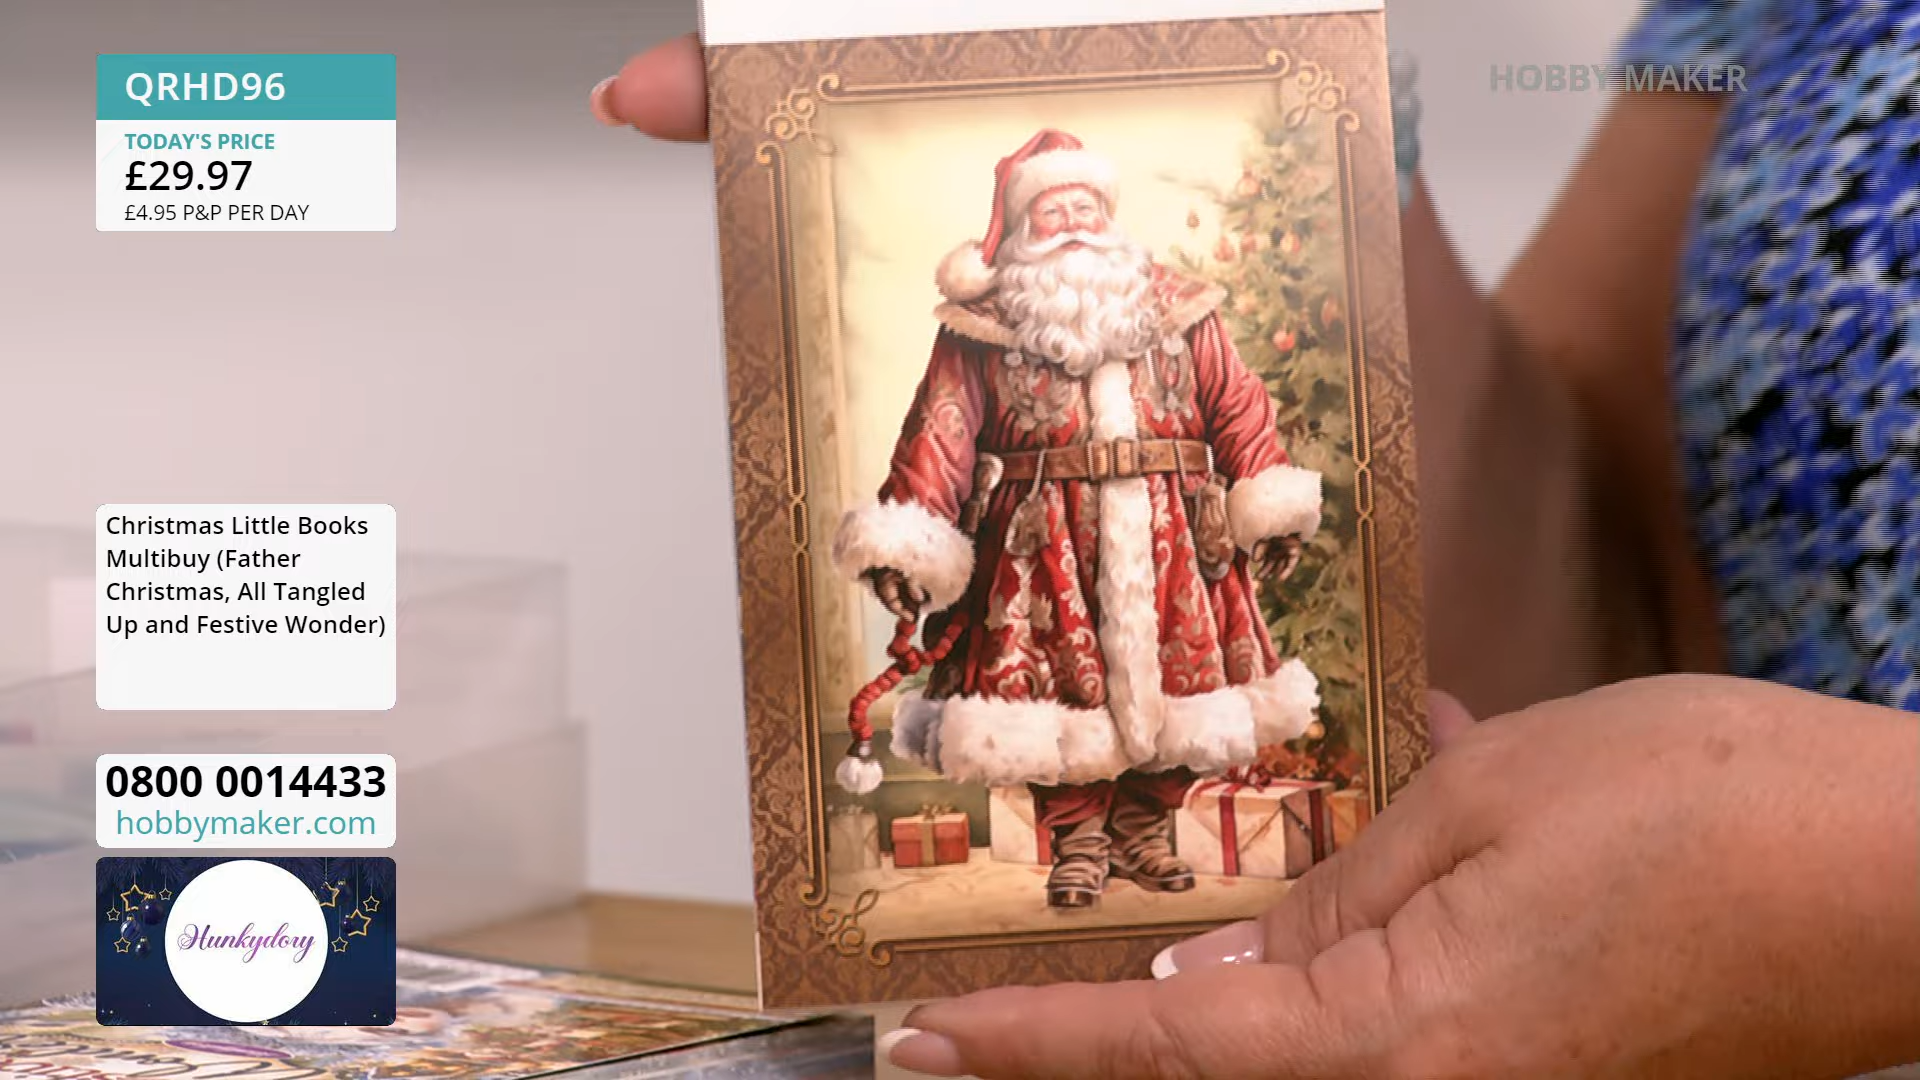 QRHD96
TODAY'S PRICE
£29.97
£4.95 P&P PER DAY
HOBBY MAKER
Christmas Little Books
Multibuy (Father
Christmas, All Tangled
Up and Festive Wonder)
0800 0014433
hobbymaker.com
Hunkydory